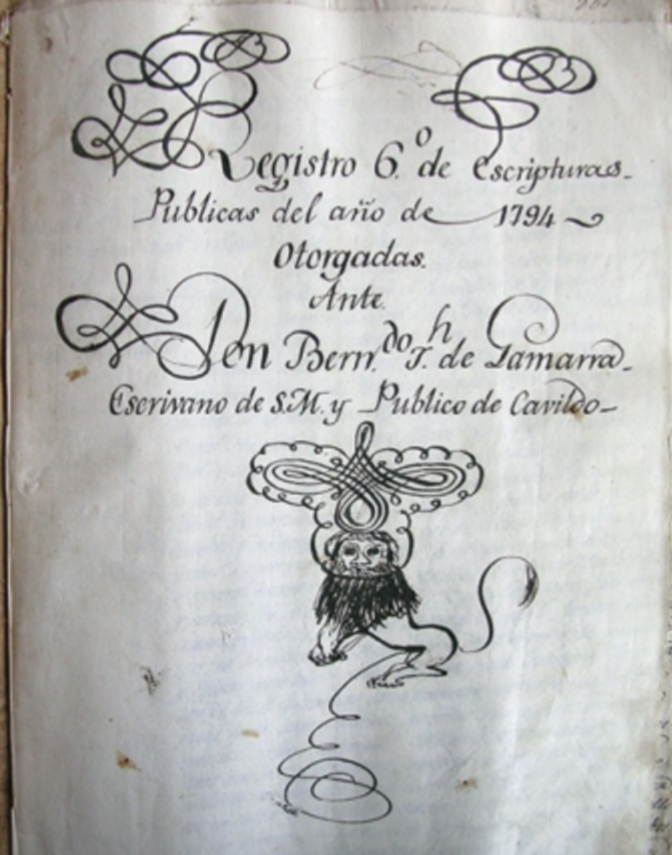 Registro 6.º de Escripturas.
Publicas del año de 1794
Otorgadas.
Ante.
Don Bern.do J.h de Gamarra.
Escrivano de S.M. y Publico de Cavildo